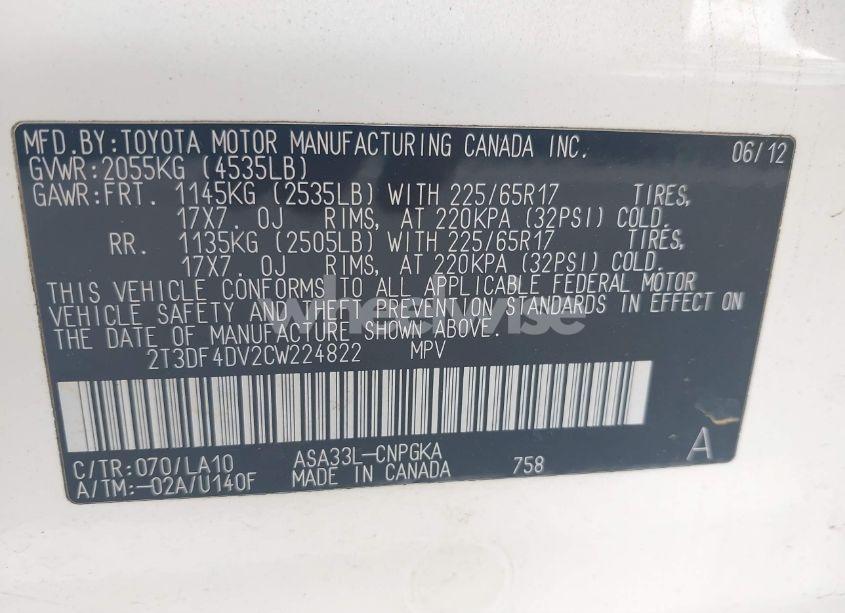 MFD.BY:TOYOTA MOTOR MANUFACTURING CANADA INC. 06/12
GVWR:2055KG (4535LB)
GAWR:FRT. 1145KG (2535LB) WITH 225/65R17 TIRES,
17X7. 0J RIMS, AT 220KPA (32PSI) COLD.
RR. 1135KG (2505LB) WITH 225/65R17 TIRES,
17X7. 0J RIMS, AT 220KPA (32PSI) COLD.
THIS VEHICLE CONFORMS TO ALL APPLICABLE FEDERAL MOTOR
VEHICLE SAFETY AND THEFT PREVENTION STANDARDS IN EFFECT ON
THE DATE OF MANUFACTURE SHOWN ABOVE.
wheelwise
2T3DF4DV2CW224822 MPV
C/TR:070/LA10 ASA33L-CNPGKA 758 A
A/TM:-02A/U140F MADE IN CANADA